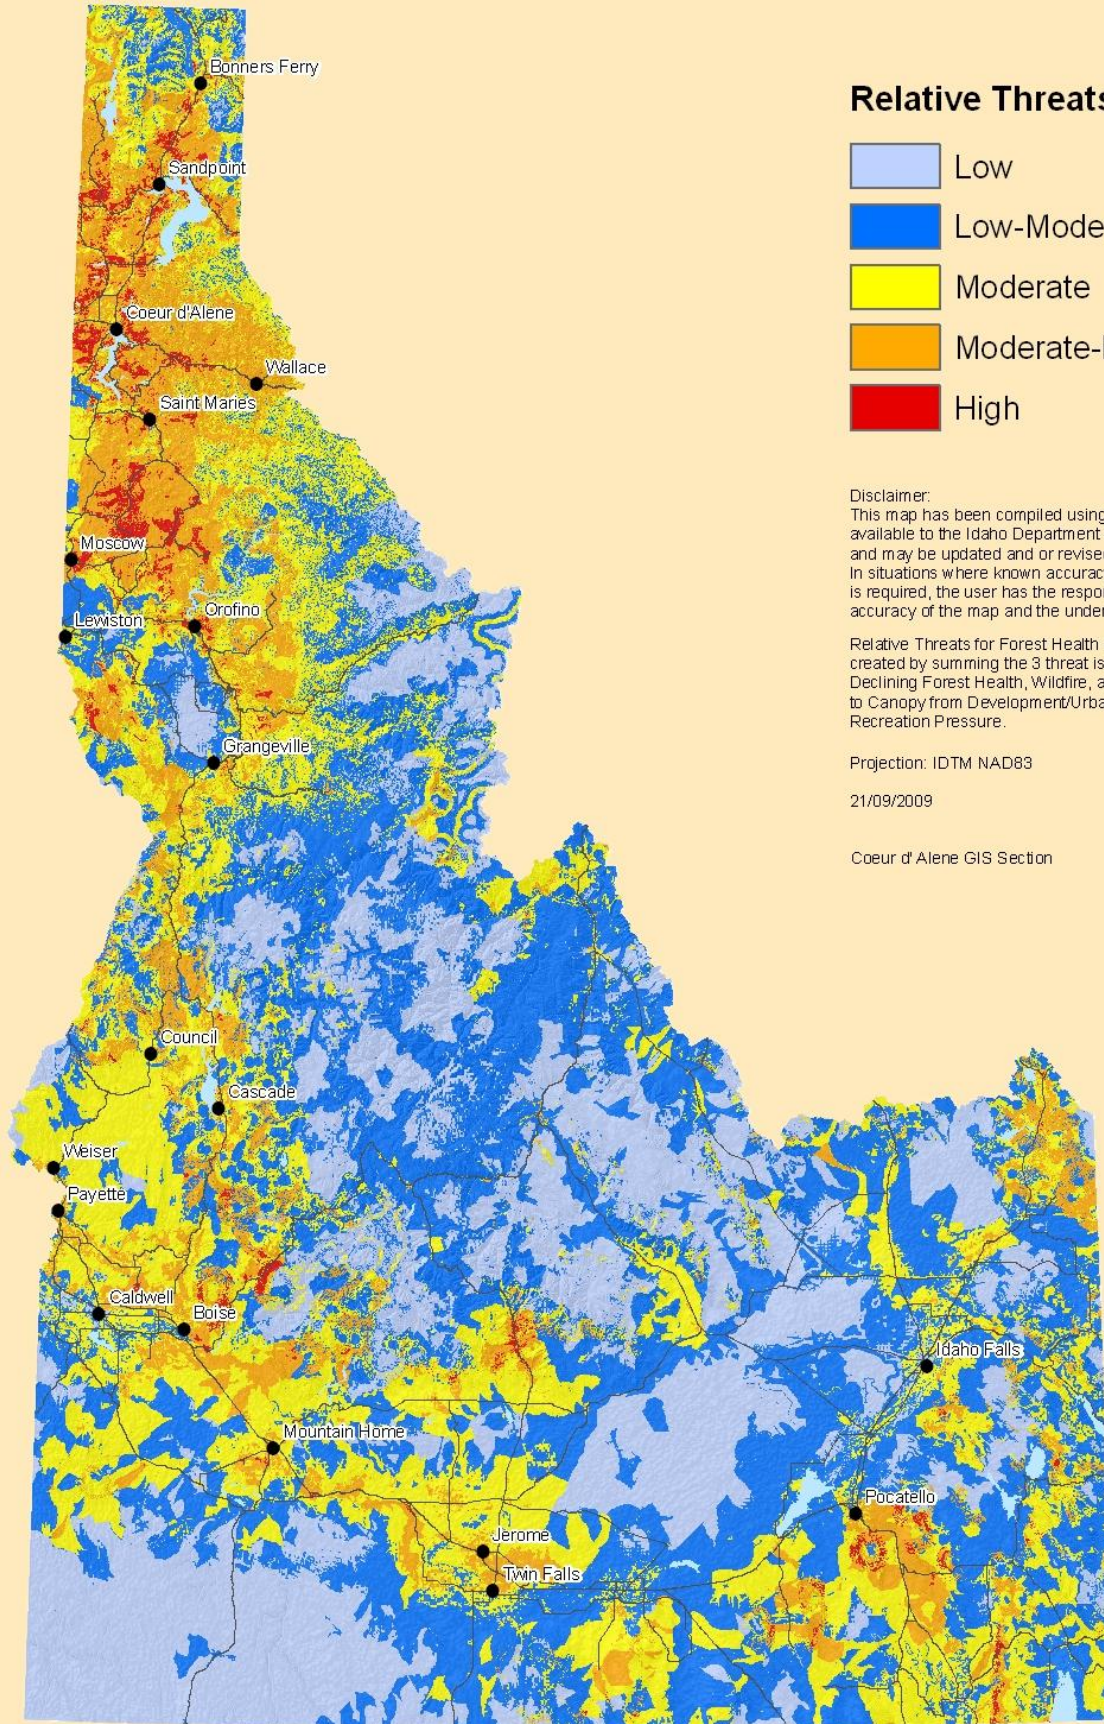 Bonners Ferry
Sandpoint
Coeur d'Alene
Wallace
Saint Maries
Moscow
Orofino
Lewiston
Grangeville
Council
Cascade
Weiser
Payette
Caldwell
Boise
Mountain Home
Idaho Falls
Pocatello
Jerome
Twin Falls
Relative Threats
Low
Low-Mode
Moderate
Moderate-
High
Disclaimer:
This map has been compiled using
available to the Idaho Department
and may be updated and or revise
In situations where known accurac
is required, the user has the respo
accuracy of the map and the under
Relative Threats for Forest Health
created by summing the 3 threat is
Declining Forest Health, Wildfire, a
to Canopy from Development/Urba
Recreation Pressure.
Projection: IDTM NAD83
21/09/2009
Coeur d' Alene GIS Section